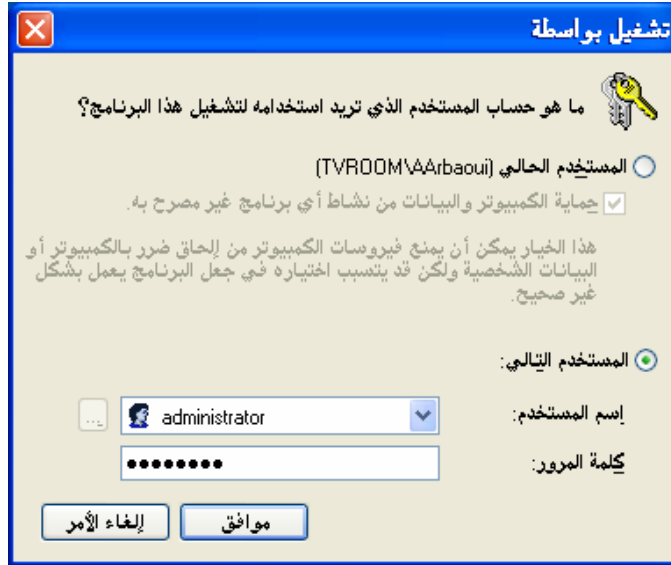 تشغيل بواسطة
ما هو حساب المستخدم الذي تريد استخدامه لتشغيل هذا البرنامج؟
المستخدم الحالي (TVROOM\AArbaoui)
حماية الكمبيوتر والبيانات من نشاط أي برنامج غير مصرح به.
هذا الخيار يمكن أن يمنع فيروسات الكمبيوتر من إلحاق ضرر بالكمبيوتر أو
البيانات الشخصية ولكن قد يتسبب اختياره في جعل البرنامج يعمل بشكل
غير صحيح.
المستخدم التالي:
إسم المستخدم:
administrator
...
كلمة المرور:
••••••••
موافق
إلغاء الأمر